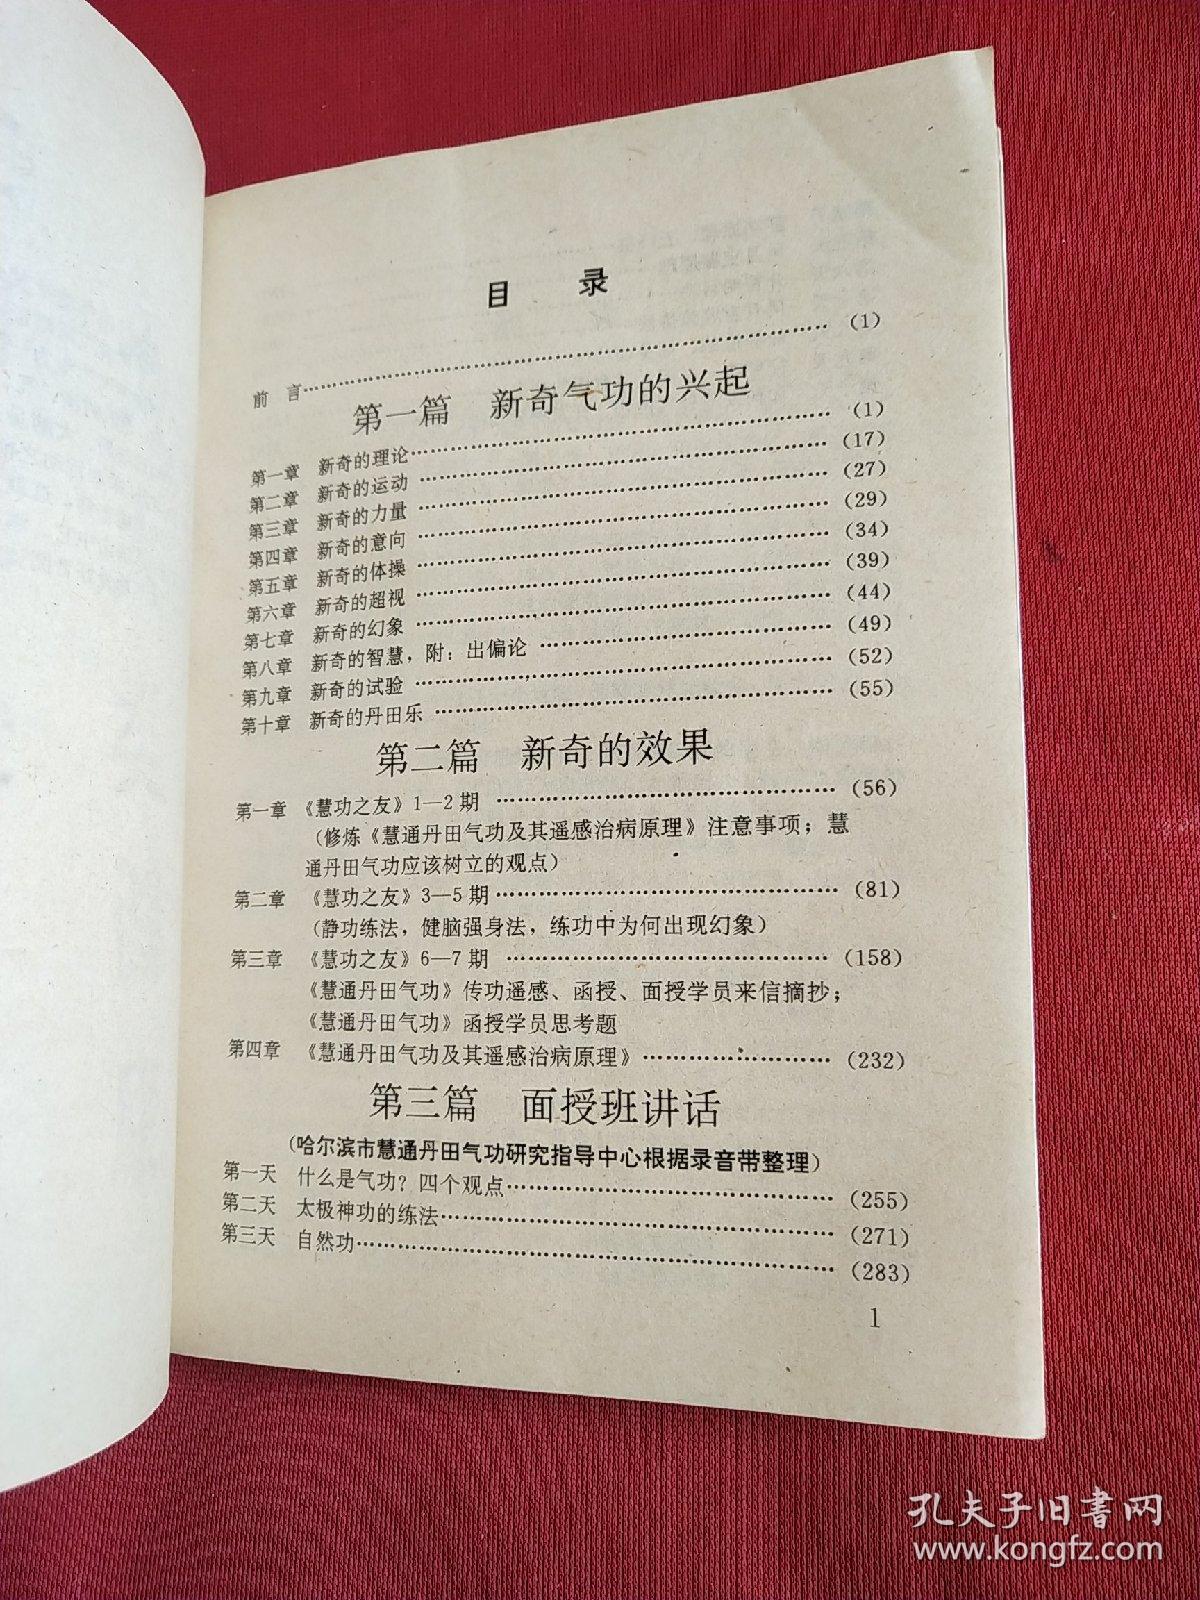 目 录
前 言……(1)
第一篇 新奇气功的兴起
第一章 新奇的理论……(1)
第二章 新奇的运动……(17)
第三章 新奇的力量……(27)
第四章 新奇的意向……(29)
第五章 新奇的体操……(34)
第六章 新奇的超视……(39)
第七章 新奇的幻象……(44)
第八章 新奇的智慧，附：出偏论……(49)
第九章 新奇的试验……(52)
第十章 新奇的丹田乐……(55)
第二篇 新奇的效果
第一章 《慧功之友》1—2期……(56)
(修炼《慧通丹田气功及其遥感治病原理》注意事项；慧
通丹田气功应该树立的观点)
第二章 《慧功之友》3—5期……(81)
(静功练法，健脑强身法，练功中为何出现幻象)
第三章 《慧功之友》6—7期……(158)
《慧通丹田气功》传功遥感、函授、面授学员来信摘抄；
《慧通丹田气功》函授学员思考题
第四章 《慧通丹田气功及其遥感治病原理》……(232)
第三篇 面授班讲话
(哈尔滨市慧通丹田气功研究指导中心根据录音带整理)
第一天 什么是气功？四个观点……(255)
第二天 太极神功的练法……(271)
第三天 自然功……(283)
1
孔夫子旧书网
www.kongfz.com